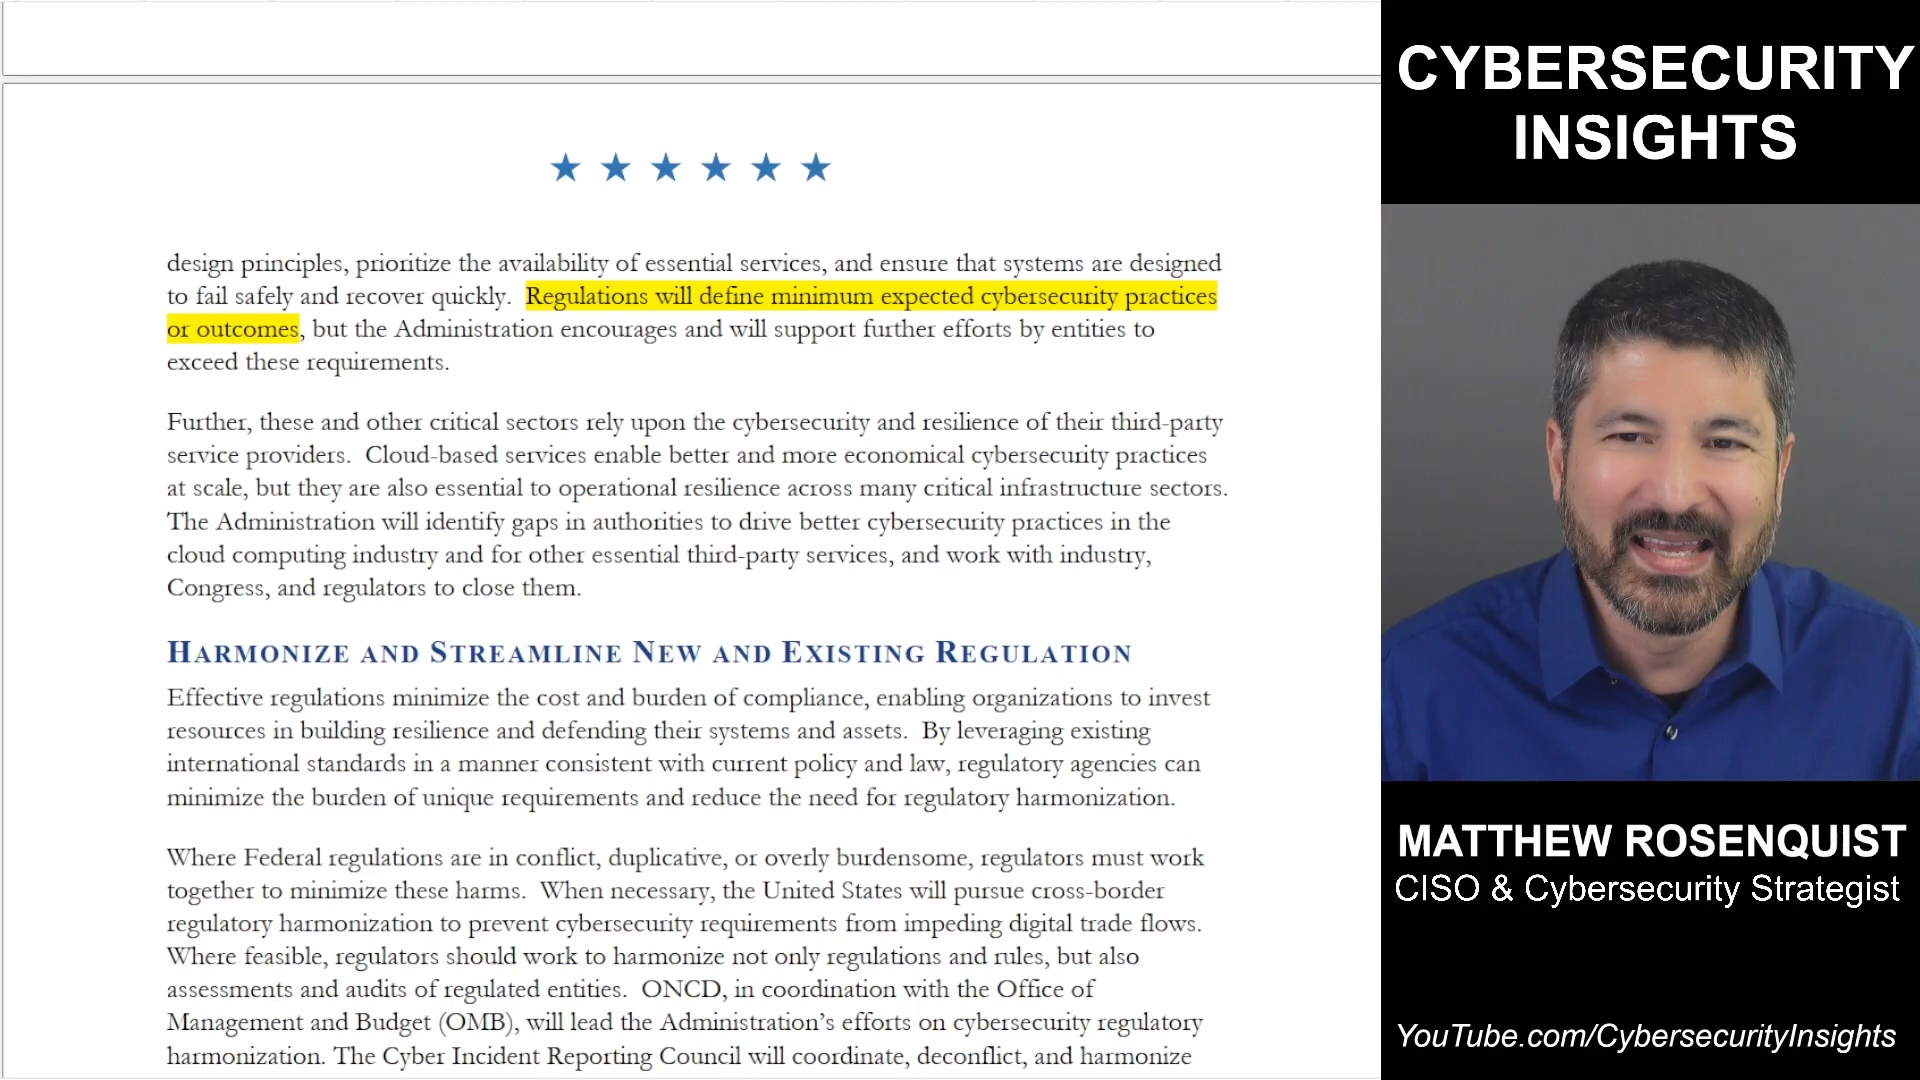 design principles, prioritize the availability of essential services, and ensure that systems are designed
to fail safely and recover quickly.  Regulations will define minimum expected cybersecurity practices
or outcomes, but the Administration encourages and will support further efforts by entities to
exceed these requirements.
Further, these and other critical sectors rely upon the cybersecurity and resilience of their third-party
service providers.  Cloud-based services enable better and more economical cybersecurity practices
at scale, but they are also essential to operational resilience across many critical infrastructure sectors.
The Administration will identify gaps in authorities to drive better cybersecurity practices in the
cloud computing industry and for other essential third-party services, and work with industry,
Congress, and regulators to close them.
HARMONIZE AND STREAMLINE NEW AND EXISTING REGULATION
Effective regulations minimize the cost and burden of compliance, enabling organizations to invest
resources in building resilience and defending their systems and assets.  By leveraging existing
international standards in a manner consistent with current policy and law, regulatory agencies can
minimize the burden of unique requirements and reduce the need for regulatory harmonization.
Where Federal regulations are in conflict, duplicative, or overly burdensome, regulators must work
together to minimize these harms.  When necessary, the United States will pursue cross-border
regulatory harmonization to prevent cybersecurity requirements from impeding digital trade flows.
Where feasible, regulators should work to harmonize not only regulations and rules, but also
assessments and audits of regulated entities.  ONCD, in coordination with the Office of
Management and Budget (OMB), will lead the Administration's efforts on cybersecurity regulatory
harmonization. The Cyber Incident Reporting Council will coordinate, deconflict, and harmonize
CYBERSECURITY
INSIGHTS
MATTHEW ROSENQUIST
CISO & Cybersecurity Strategist
YouTube.com/CybersecurityInsights